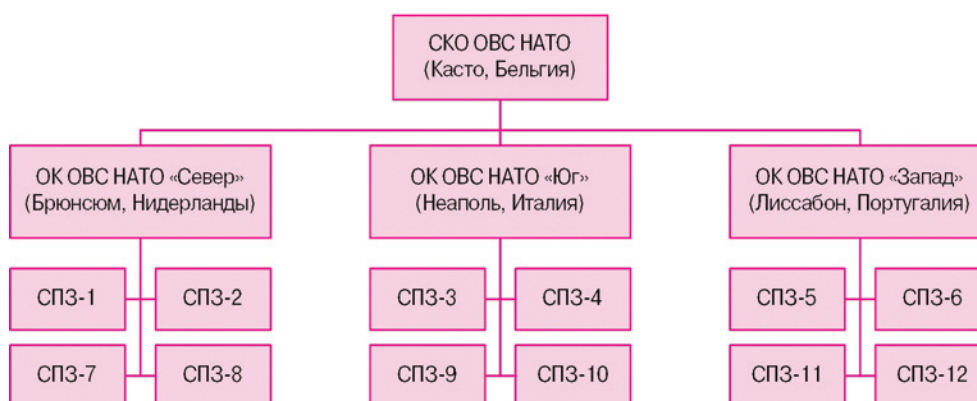 СКО ОВС НАТО
(Касто, Бельгия)
ОК ОВС НАТО «Север»
(Брюнсюм, Нидерланды)
ОК ОВС НАТО «Юг»
(Неаполь, Италия)
ОК ОВС НАТО «Запад»
(Лиссабон, Португалия)
СПЗ-1
СПЗ-2
СПЗ-3
СПЗ-4
СПЗ-5
СПЗ-6
СПЗ-7
СПЗ-8
СПЗ-9
СПЗ-10
СПЗ-11
СПЗ-12